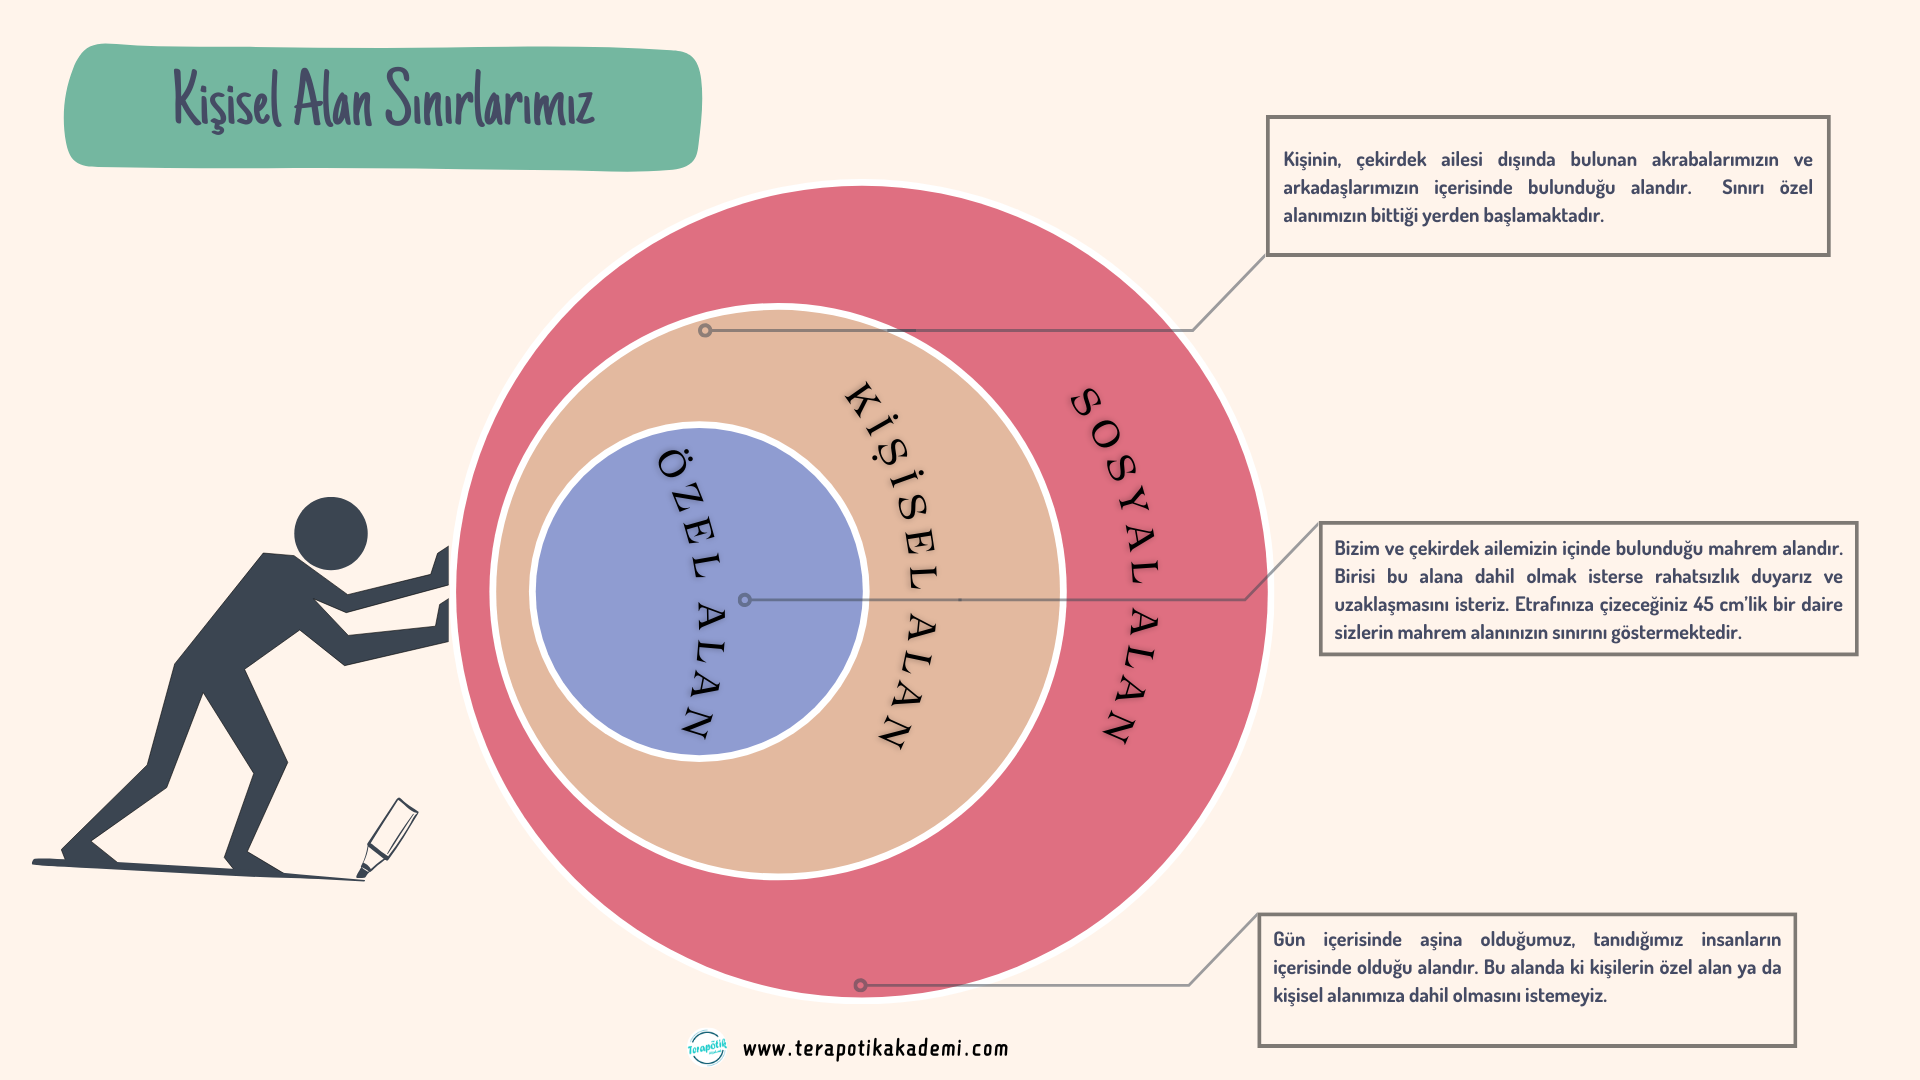 Kişisel Alan Sınırlarımız
Kişinin, çekirdek ailesi dışında bulunan akrabalarımızın ve
arkadaşlarımızın içerisinde bulunduğu alandır. Sınırı özel
alanımızın bittiği yerden başlamaktadır.
ÖZEL ALAN
KİŞİSEL ALAN
SOSYAL ALAN
Bizim ve çekirdek ailemizin içinde bulunduğu mahrem alandır.
Birisi bu alana dahil olmak isterse rahatsızlık duyarız ve
uzaklaşmasını isteriz. Etrafınıza çizeceğiniz 45 cm'lik bir daire
sizlerin mahrem alanınızın sınırını göstermektedir.
Gün içerisinde aşina olduğumuz, tanıdığımız insanların
içerisinde olduğu alandır. Bu alanda ki kişilerin özel alan ya da
kişisel alanımıza dahil olmasını istemeyiz.
Terapötik
www.terapotikakademi.com